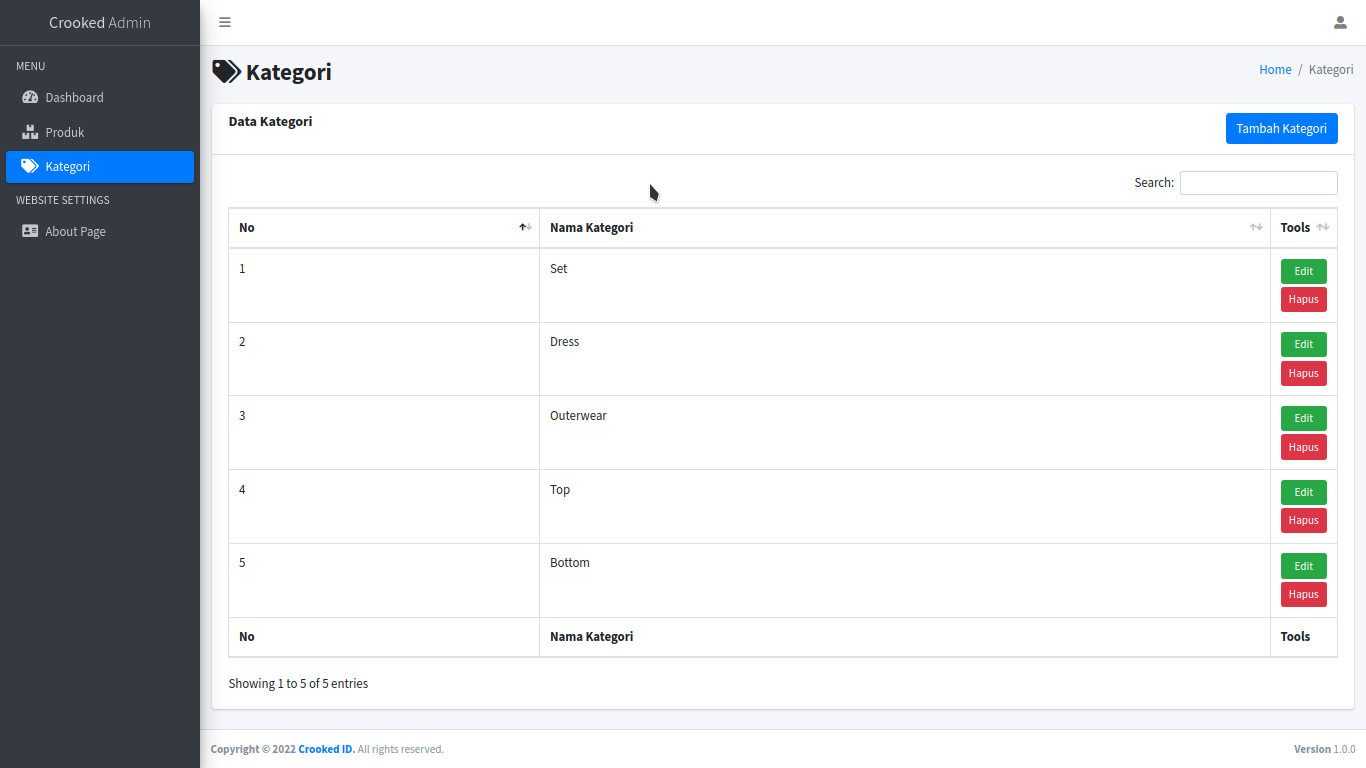 Crooked Admin
MENU
Dashboard
Produk
Kategori
WEBSITE SETTINGS
About Page
Kategori
Home / Kategori
Data Kategori
Tambah Kategori
Search:
No Nama Kategori Tools
1 Set Edit
Hapus
2 Dress Edit
Hapus
3 Outerwear Edit
Hapus
4 Top Edit
Hapus
5 Bottom Edit
Hapus
No Nama Kategori Tools
Showing 1 to 5 of 5 entries
Copyright © 2022 Crooked ID. All rights reserved.
Version 1.0.0